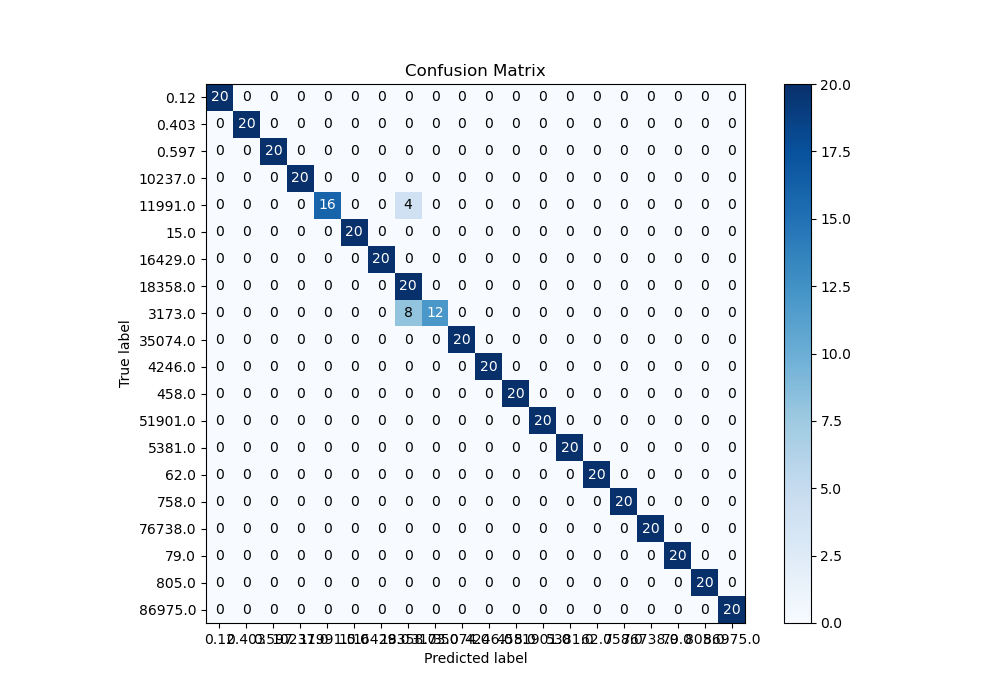 Confusion Matrix
True label
0.12 20 0 0 0 0 0 0 0 0 0 0 0 0 0 0 0 0 0 0 0
0.403 0 20 0 0 0 0 0 0 0 0 0 0 0 0 0 0 0 0 0 0
0.597 0 0 20 0 0 0 0 0 0 0 0 0 0 0 0 0 0 0 0 0
10237.0 0 0 0 20 0 0 0 0 0 0 0 0 0 0 0 0 0 0 0 0
11991.0 0 0 0 0 16 0 0 4 0 0 0 0 0 0 0 0 0 0 0 0
15.0 0 0 0 0 0 20 0 0 0 0 0 0 0 0 0 0 0 0 0 0
16429.0 0 0 0 0 0 0 20 0 0 0 0 0 0 0 0 0 0 0 0 0
18358.0 0 0 0 0 0 0 0 20 0 0 0 0 0 0 0 0 0 0 0 0
3173.0 0 0 0 0 0 0 0 8 12 0 0 0 0 0 0 0 0 0 0 0
35074.0 0 0 0 0 0 0 0 0 0 20 0 0 0 0 0 0 0 0 0 0
4246.0 0 0 0 0 0 0 0 0 0 0 20 0 0 0 0 0 0 0 0 0
458.0 0 0 0 0 0 0 0 0 0 0 0 20 0 0 0 0 0 0 0 0
51901.0 0 0 0 0 0 0 0 0 0 0 0 0 20 0 0 0 0 0 0 0
5381.0 0 0 0 0 0 0 0 0 0 0 0 0 0 20 0 0 0 0 0 0
62.0 0 0 0 0 0 0 0 0 0 0 0 0 0 0 20 0 0 0 0 0
758.0 0 0 0 0 0 0 0 0 0 0 0 0 0 0 0 20 0 0 0 0
76738.0 0 0 0 0 0 0 0 0 0 0 0 0 0 0 0 0 20 0 0 0
79.0 0 0 0 0 0 0 0 0 0 0 0 0 0 0 0 0 0 20 0 0
805.0 0 0 0 0 0 0 0 0 0 0 0 0 0 0 0 0 0 0 20 0
86975.0 0 0 0 0 0 0 0 0 0 0 0 0 0 0 0 0 0 0 0 20
Predicted label
20.0
17.5
15.0
12.5
10.0
7.5
5.0
2.5
0.0